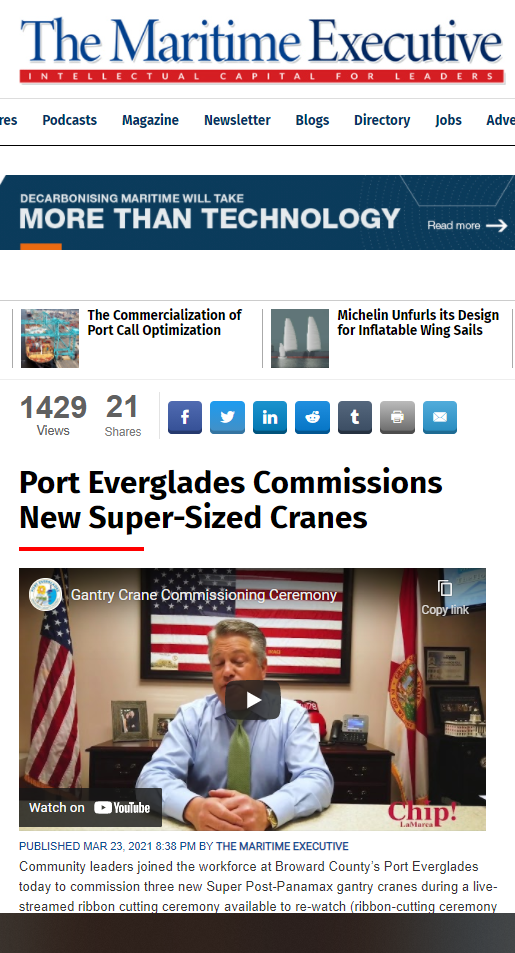 The Maritime Executive
INTELLECTUAL CAPITAL FOR LEADERS
res Podcasts Magazine Newsletter Blogs Directory Jobs Adve
DECARBONISING MARITIME WILL TAKE
MORE THAN TECHNOLOGY
Read more
The Commercialization of
Port Call Optimization
Michelin Unfurls its Design
for Inflatable Wing Sails
1429
Views
21
Shares
Port Everglades Commissions
New Super-Sized Cranes
Gantry Crane Commissioning Ceremony
Copy link
Watch on YouTube
Chip!
LaMarca
PUBLISHED MAR 23, 2021 8:38 PM BY THE MARITIME EXECUTIVE
Community leaders joined the workforce at Broward County's Port Everglades
today to commission three new Super Post-Panamax gantry cranes during a live-
streamed ribbon cutting ceremony available to re-watch (ribbon-cutting ceremony